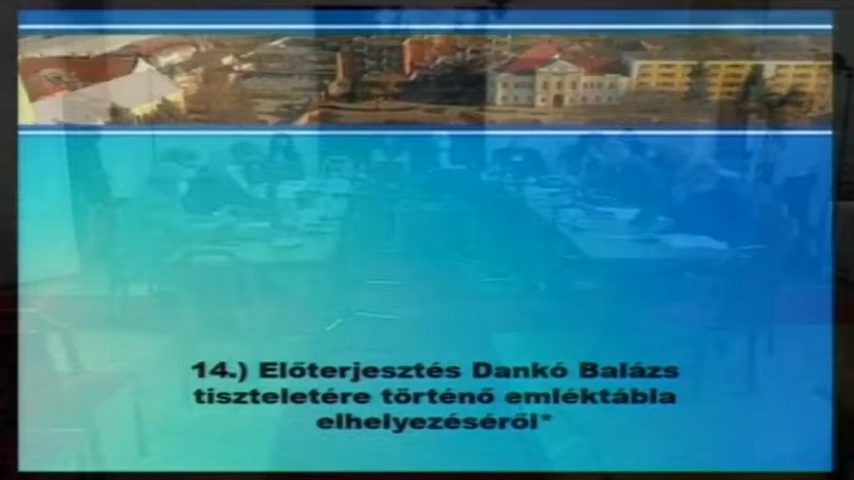 14.) Előterjesztés Dankó Balázs
tiszteletére történő emléktábla
elhelyezéséről*